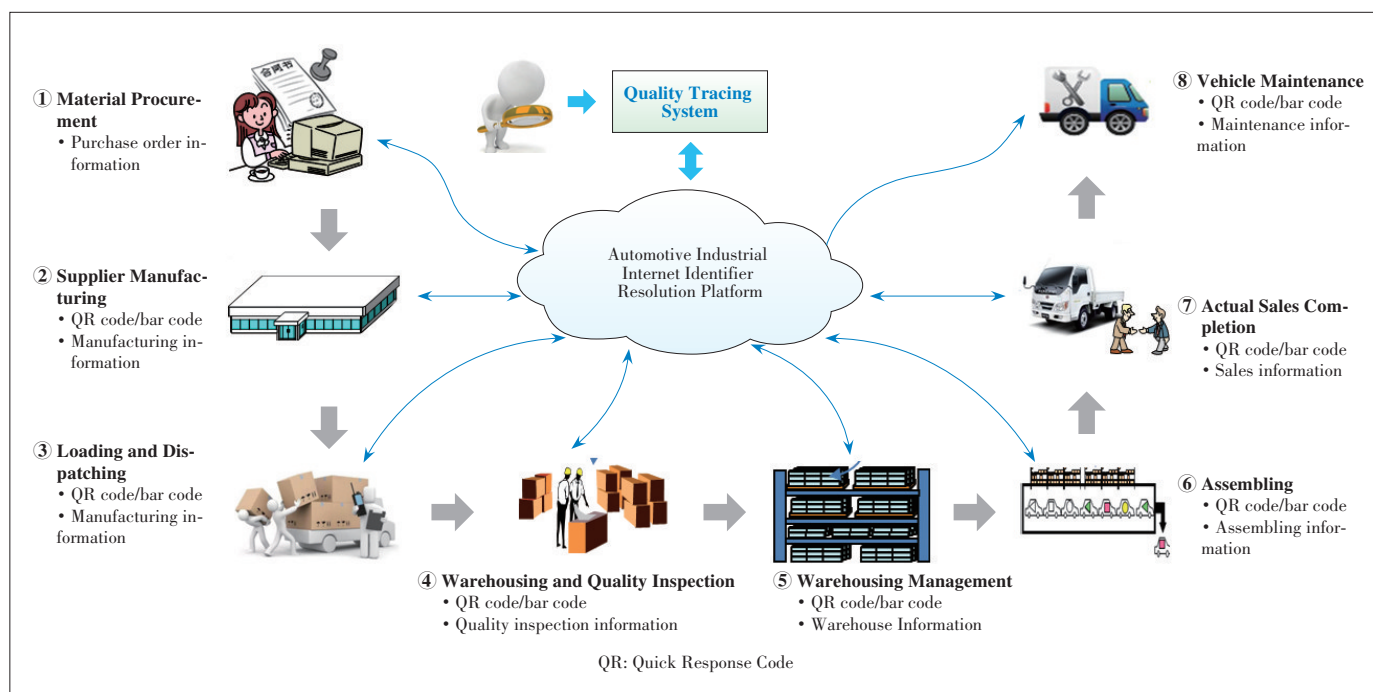 合同书
① Material Procure-
ment
• Purchase order in-
formation
Quality Tracing
System
⑧ Vehicle Maintenance
• QR code/bar code
• Maintenance infor-
mation
② Supplier Manufac-
turing
• QR code/bar code
• Manufacturing in-
formation
Automotive Industrial
Internet Identifier
Resolution Platform
⑦ Actual Sales Com-
pletion
• QR code/bar code
• Sales information
③ Loading and Dis-
patching
• QR code/bar code
• Manufacturing in-
formation
⑥ Assembling
• QR code/bar code
• Assembling infor-
mation
④ Warehousing and Quality Inspection
• QR code/bar code
• Quality inspection information
⑤ Warehousing Management
• QR code/bar code
• Warehouse Information
QR: Quick Response Code